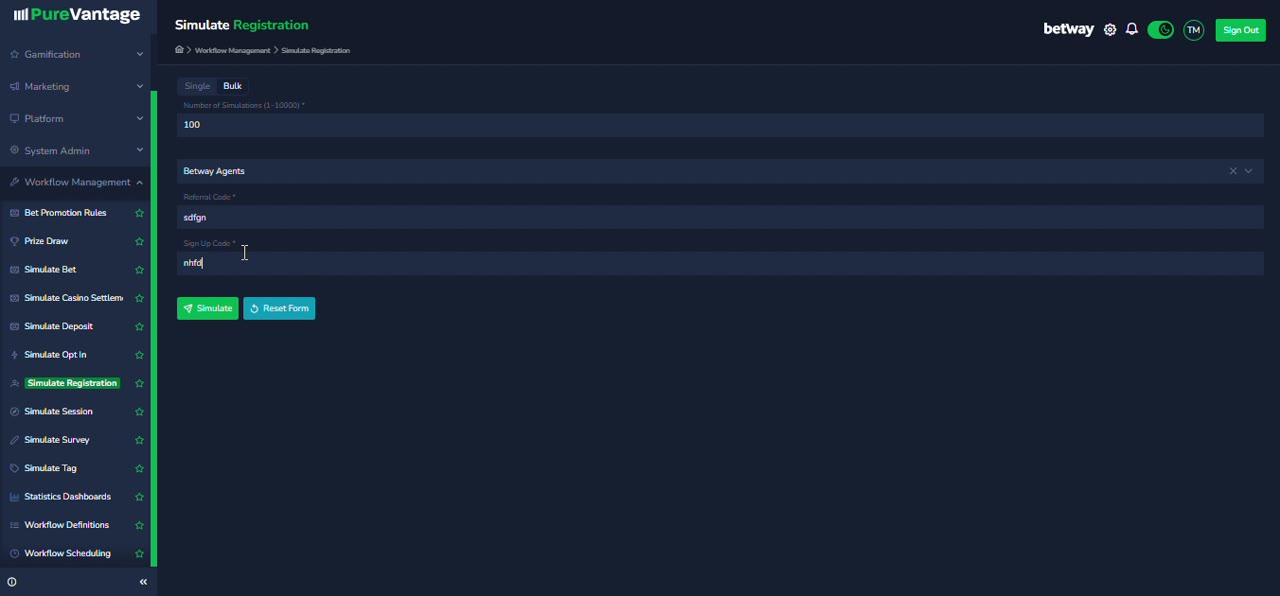 PureVantage
Simulate Registration
Workflow Management
Simulate Registration
betway
TM
Sign Out
Gamification
Marketing
Platform
System Admin
Workflow Management
Bet Promotion Rules
Prize Draw
Simulate Bet
Simulate Casino Settlem
Simulate Deposit
Simulate Opt In
Simulate Registration
Simulate Session
Simulate Survey
Simulate Tag
Statistics Dashboards
Workflow Definitions
Workflow Scheduling
Single
Bulk
Number of Simulations (1-10000) *
100
Betway Agents
Referral Code *
sdfgn
Sign Up Code *
nhfd
Simulate
Reset Form